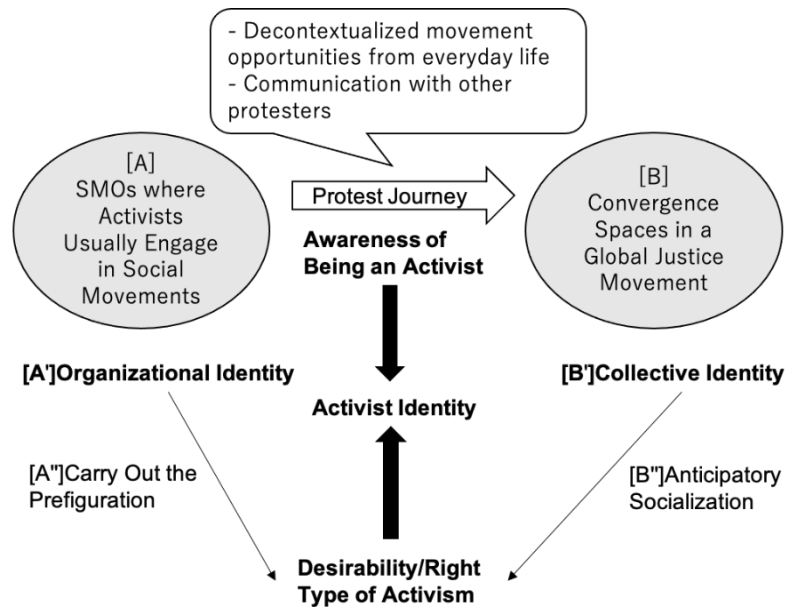 - Decontextualized movement
opportunities from everyday life
- Communication with other
protesters
[A]
SMOs where
Activists
Usually Engage
in Social
Movements
Protest Journey
[B]
Convergence
Spaces in a
Global Justice
Movement
Awareness of
Being an Activist
[A']Organizational Identity
[B']Collective Identity
Activist Identity
[A"]Carry Out the
Prefiguration
[B"]Anticipatory
Socialization
Desirability/Right
Type of Activism